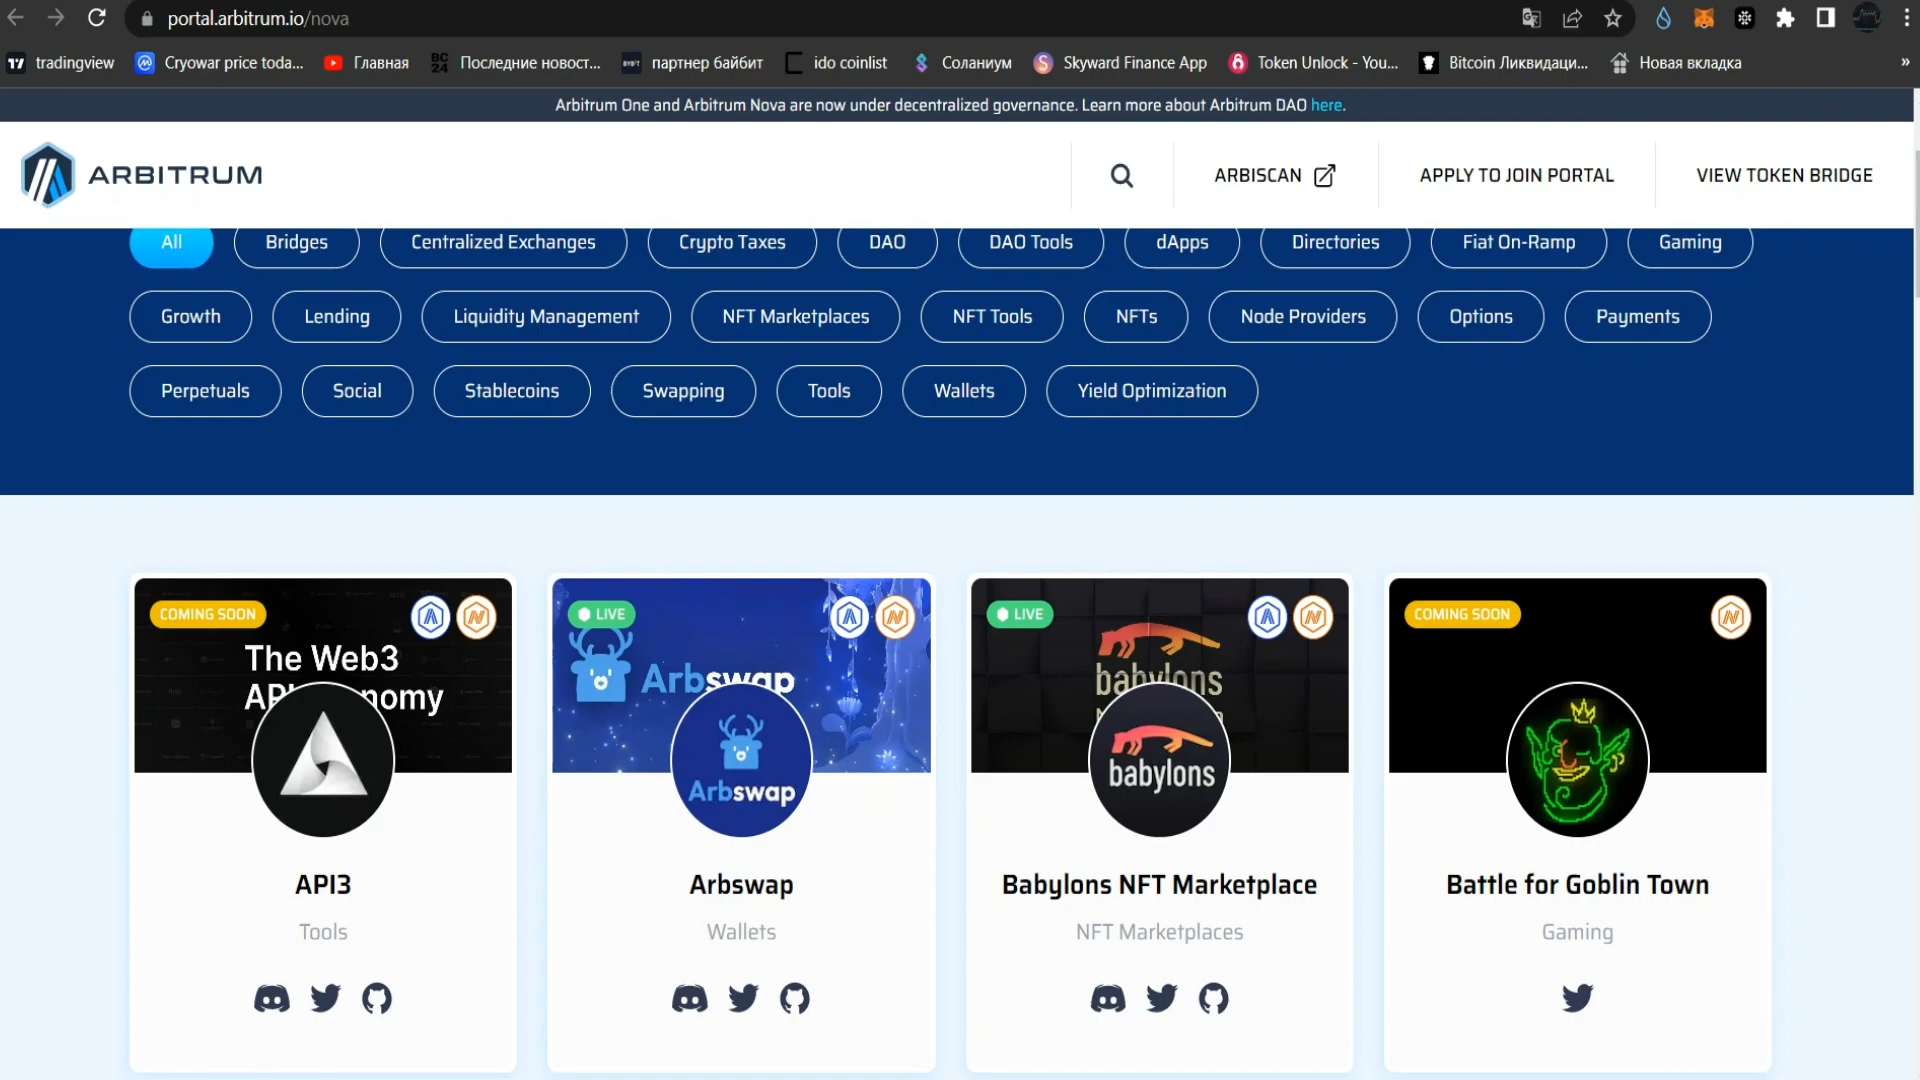 portal.arbitrum.io/nova
tradingview Cryowar price toda... Главная BC 24 Последние новост... BYBIT партнер байбит ido coinlist Соланиум Skyward Finance App Token Unlock - You... Bitcoin Ликвидаци... Новая вкладка »
Arbitrum One and Arbitrum Nova are now under decentralized governance. Learn more about Arbitrum DAO here.
ARBITRUM ARBISCAN APPLY TO JOIN PORTAL VIEW TOKEN BRIDGE
All Bridges Centralized Exchanges Crypto Taxes DAO DAO Tools dApps Directories Fiat On-Ramp Gaming
Growth Lending Liquidity Management NFT Marketplaces NFT Tools NFTs Node Providers Options Payments
Perpetuals Social Stablecoins Swapping Tools Wallets Yield Optimization
COMING SOON LIVE LIVE COMING SOON
The Web3
Arbswap babylons
Arbswap babylons
API3 Arbswap Babylons NFT Marketplace Battle for Goblin Town
Tools Wallets NFT Marketplaces Gaming